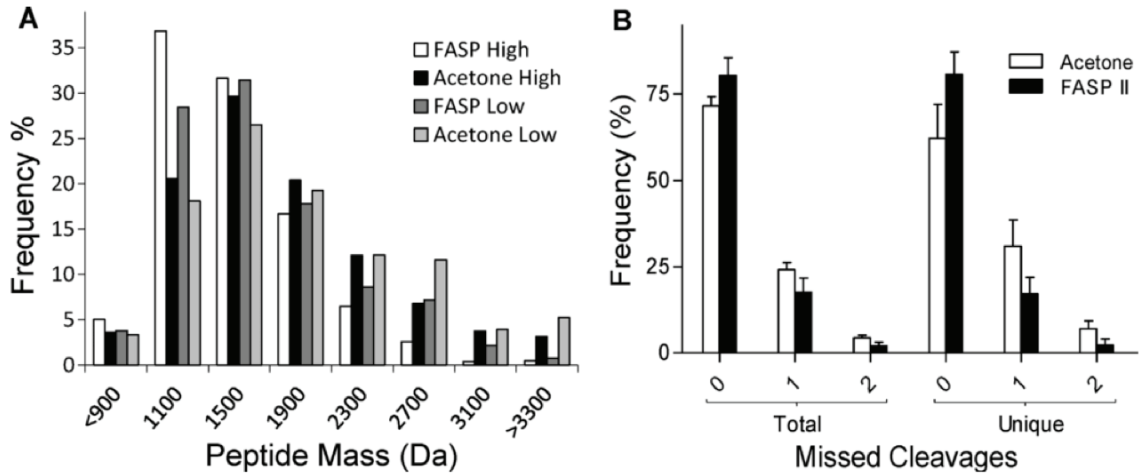 A
FASP High
Acetone High
FASP Low
Acetone Low
Frequency %
35
30
25
20
15
10
5
0
<900
1100
1500
1900
2300
2700
3100
>3300
Peptide Mass (Da)
B
Acetone
FASP II
Frequency (%)
75
50
25
0
0
1
2
0
1
2
Total
Unique
Missed Cleavages